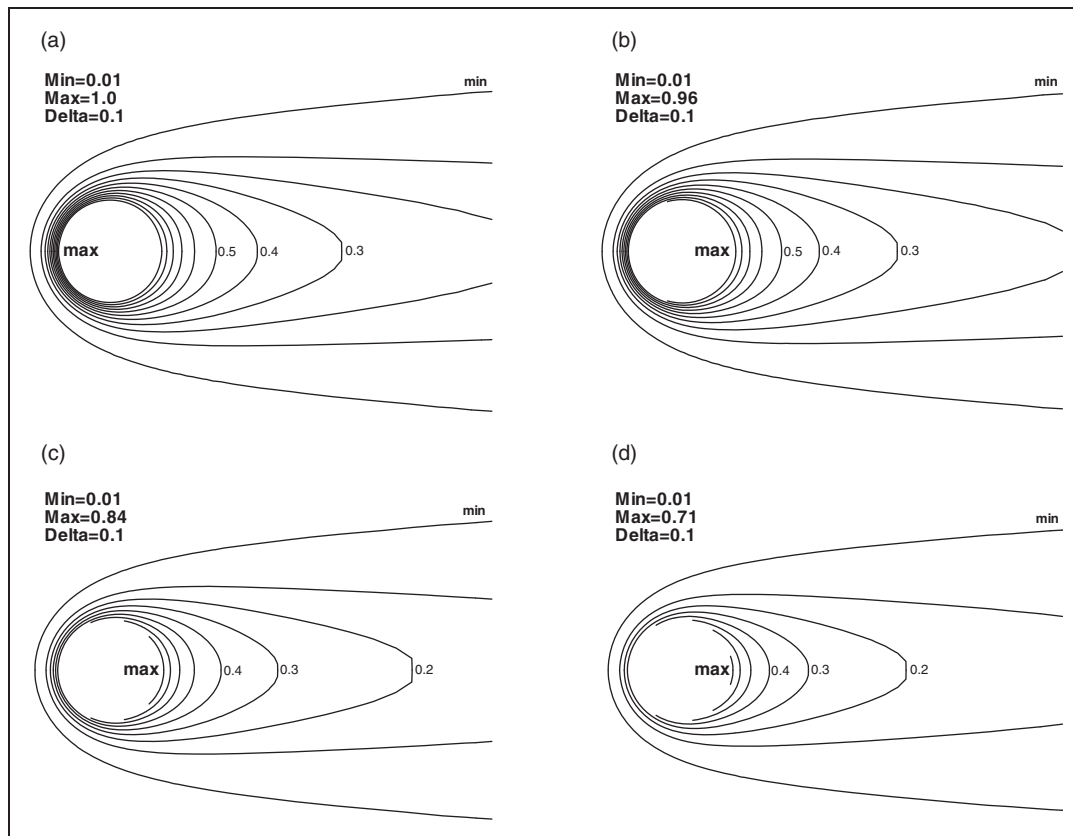 (a)
Min=0.01
Max=1.0
Delta=0.1
min
max
0.5
0.4
0.3
(b)
Min=0.01
Max=0.96
Delta=0.1
min
max
0.5
0.4
0.3
(c)
Min=0.01
Max=0.84
Delta=0.1
min
max
0.4
0.3
0.2
(d)
Min=0.01
Max=0.71
Delta=0.1
min
max
0.4
0.3
0.2